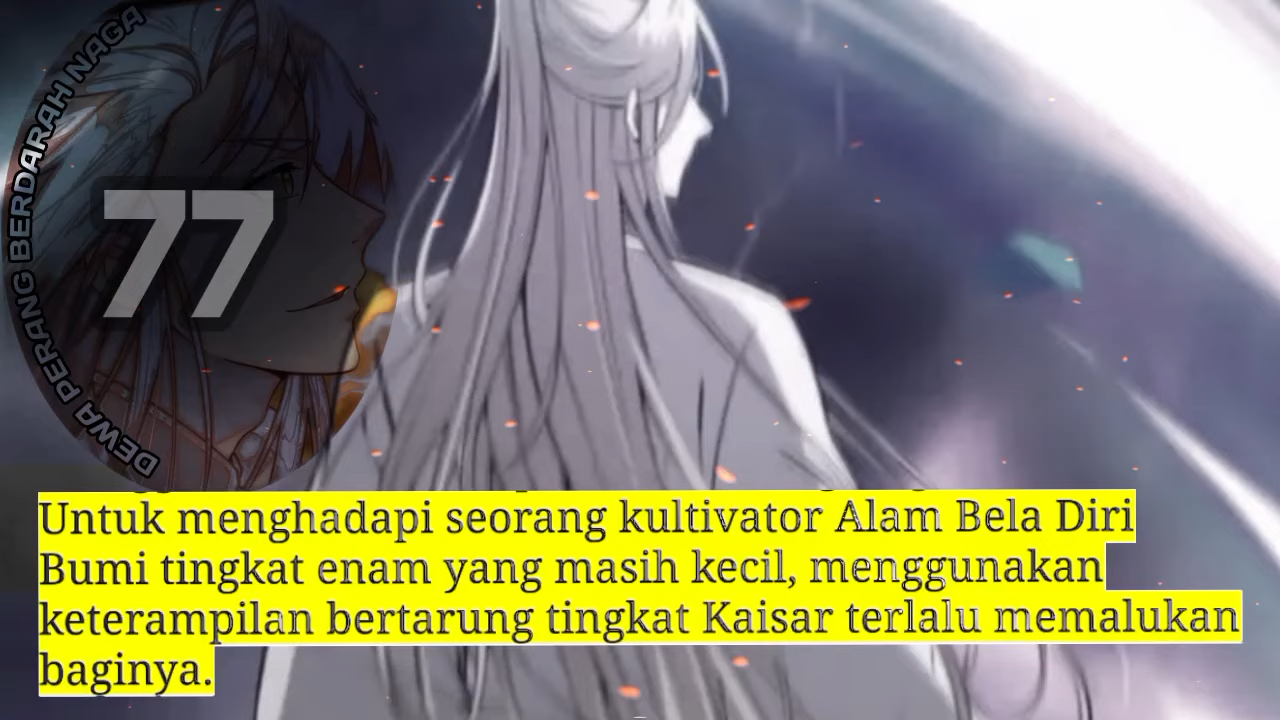 DEWA PERANG BERDARAH NAGA
77
Untuk menghadapi seorang kultivator Alam Bela Diri
Bumi tingkat enam yang masih kecil, menggunakan
keterampilan bertarung tingkat Kaisar terlalu memalukan
baginya.